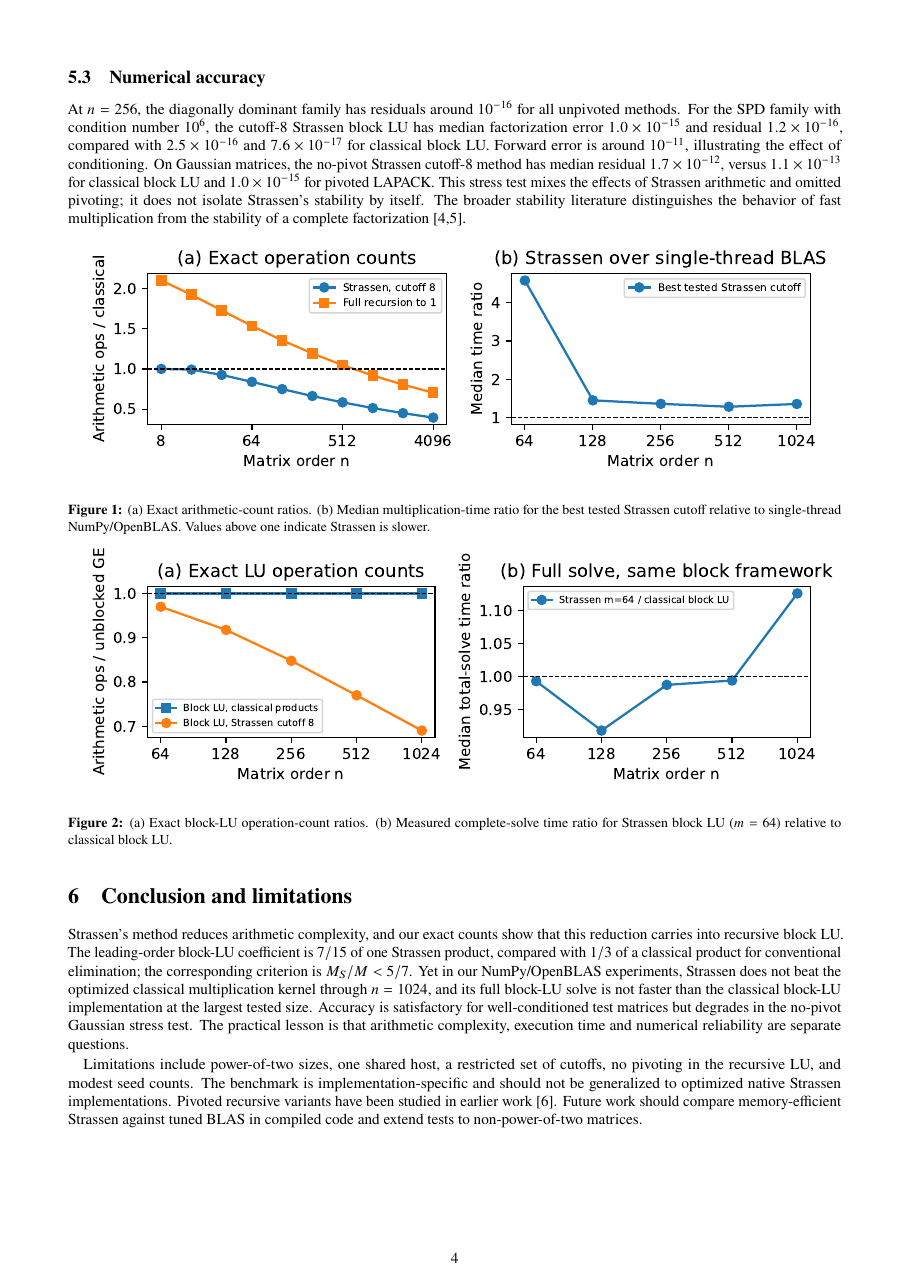 5.3 Numerical accuracy
At n = 256, the diagonally dominant family has residuals around 10⁻¹⁶ for all unpivoted methods. For the SPD family with
condition number 10⁶, the cutoff-8 Strassen block LU has median factorization error 1.0 × 10⁻¹⁵ and residual 1.2 × 10⁻¹⁶,
compared with 2.5 × 10⁻¹⁶ and 7.6 × 10⁻¹⁷ for classical block LU. Forward error is around 10⁻¹¹, illustrating the effect of
conditioning. On Gaussian matrices, the no-pivot Strassen cutoff-8 method has median residual 1.7 × 10⁻¹², versus 1.1 × 10⁻¹³
for classical block LU and 1.0 × 10⁻¹⁵ for pivoted LAPACK. This stress test mixes the effects of Strassen arithmetic and omitted
pivoting; it does not isolate Strassen’s stability by itself. The broader stability literature distinguishes the behavior of fast
multiplication from the stability of a complete factorization [4,5].
(a) Exact operation counts
Arithmetic ops / classical
2.0
1.5
1.0
0.5
Strassen, cutoff 8
Full recursion to 1
8 64 512 4096
Matrix order n
(b) Strassen over single-thread BLAS
Median time ratio
4
3
2
1
Best tested Strassen cutoff
64 128 256 512 1024
Matrix order n
Figure 1: (a) Exact arithmetic-count ratios. (b) Median multiplication-time ratio for the best tested Strassen cutoff relative to single-thread
NumPy/OpenBLAS. Values above one indicate Strassen is slower.
(a) Exact LU operation counts
Arithmetic ops / unblocked GE
1.0
0.9
0.8
0.7
Block LU, classical products
Block LU, Strassen cutoff 8
64 128 256 512 1024
Matrix order n
(b) Full solve, same block framework
Median total-solve time ratio
1.10
1.05
1.00
0.95
Strassen m=64 / classical block LU
64 128 256 512 1024
Matrix order n
Figure 2: (a) Exact block-LU operation-count ratios. (b) Measured complete-solve time ratio for Strassen block LU (m = 64) relative to
classical block LU.
6 Conclusion and limitations
Strassen’s method reduces arithmetic complexity, and our exact counts show that this reduction carries into recursive block LU.
The leading-order block-LU coefficient is 7/15 of one Strassen product, compared with 1/3 of a classical product for conventional
elimination; the corresponding criterion is M_S/M < 5/7. Yet in our NumPy/OpenBLAS experiments, Strassen does not beat the
optimized classical multiplication kernel through n = 1024, and its full block-LU solve is not faster than the classical block-LU
implementation at the largest tested size. Accuracy is satisfactory for well-conditioned test matrices but degrades in the no-pivot
Gaussian stress test. The practical lesson is that arithmetic complexity, execution time and numerical reliability are separate
questions.
Limitations include power-of-two sizes, one shared host, a restricted set of cutoffs, no pivoting in the recursive LU, and
modest seed counts. The benchmark is implementation-specific and should not be generalized to optimized native Strassen
implementations. Pivoted recursive variants have been studied in earlier work [6]. Future work should compare memory-efficient
Strassen against tuned BLAS in compiled code and extend tests to non-power-of-two matrices.
4